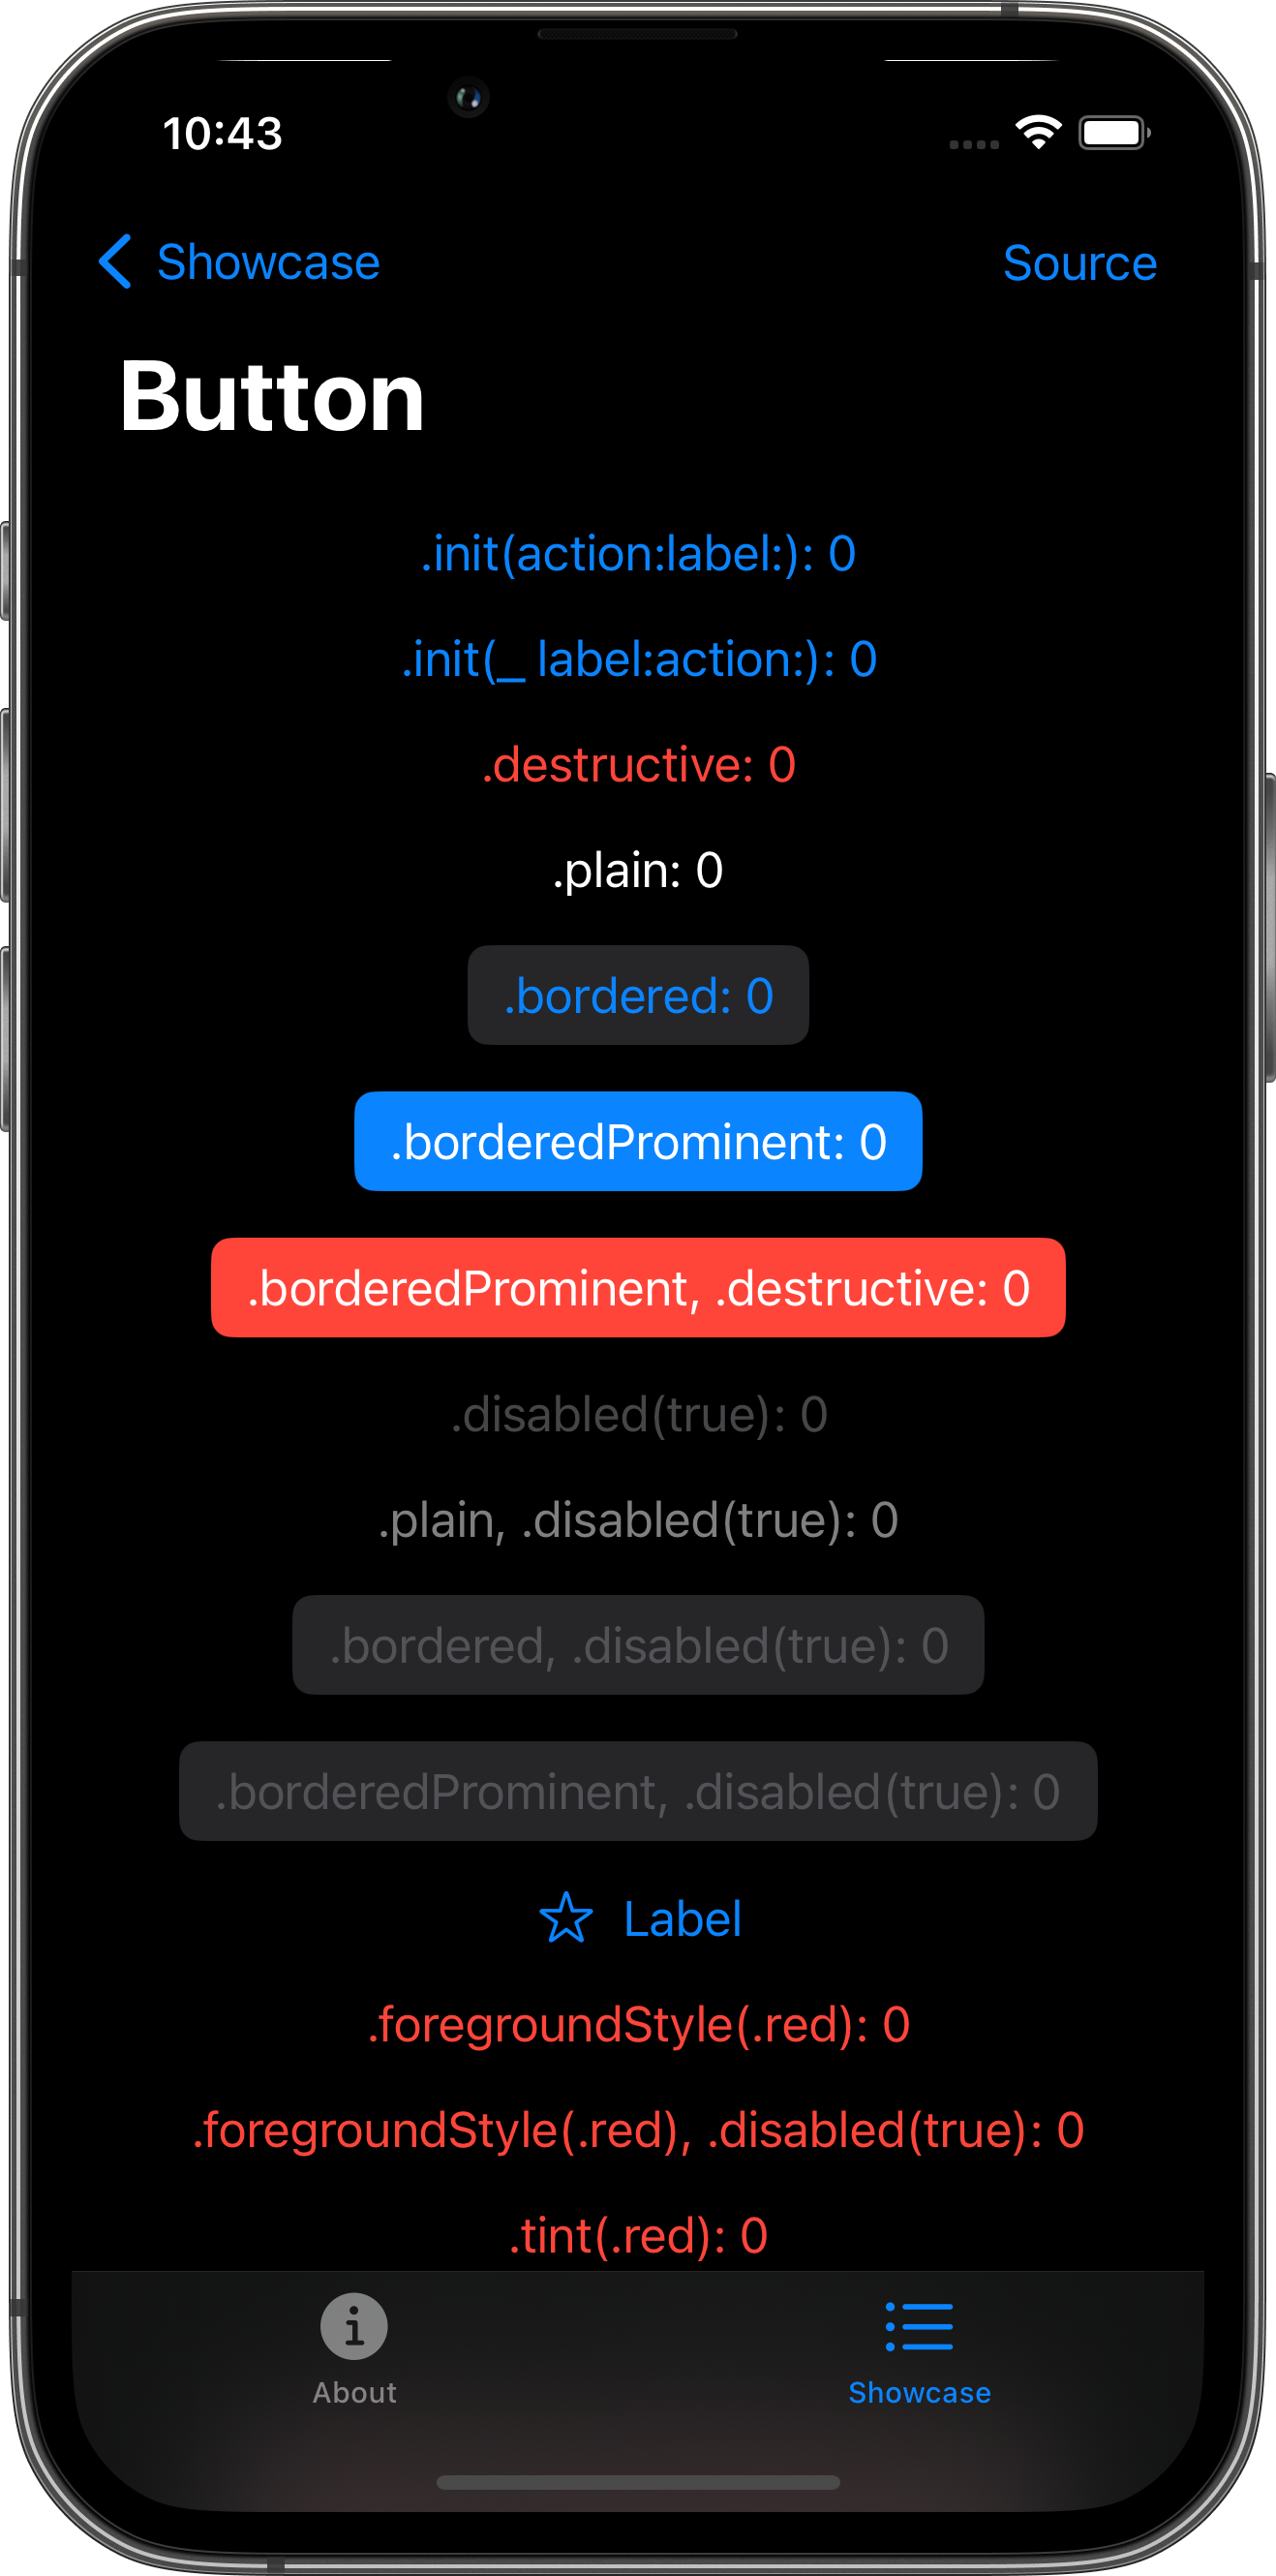 10:43
Showcase
Source
Button
.init(action:label:): 0
.init(_ label:action:): 0
.destructive: 0
.plain: 0
.bordered: 0
.borderedProminent: 0
.borderedProminent, .destructive: 0
.disabled(true): 0
.plain, .disabled(true): 0
.bordered, .disabled(true): 0
.borderedProminent, .disabled(true): 0
Label
.foregroundStyle(.red): 0
.foregroundStyle(.red), .disabled(true): 0
.tint(.red): 0
About
Showcase